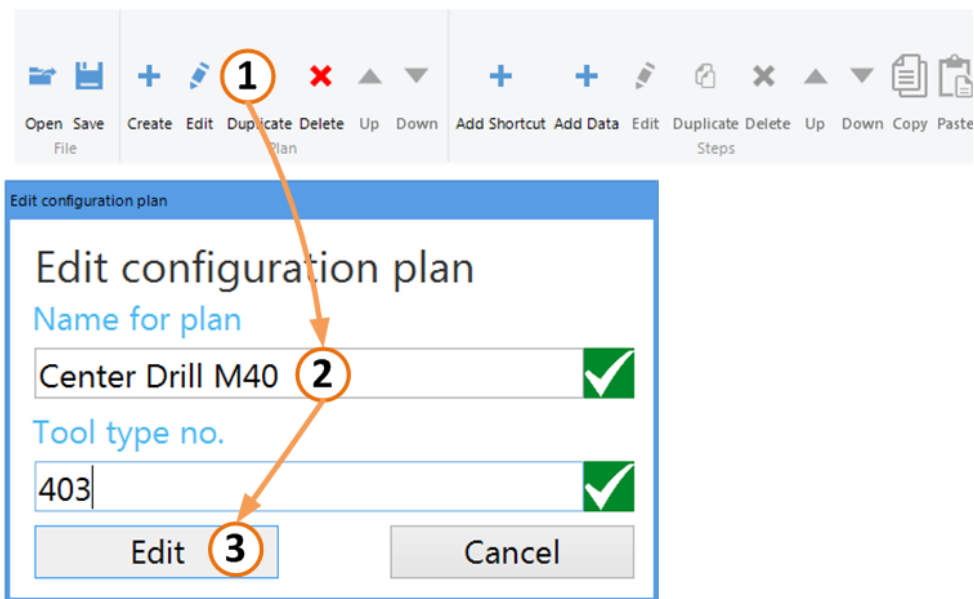 1
Open Save Create Edit Duplicate Delete Up Down Add Shortcut Add Data Edit Duplicate Delete Up Down Copy Paste
File Plan Steps
Edit configuration plan
Edit configuration plan
Name for plan
Center Drill M40 2
Tool type no.
403
Edit 3 Cancel